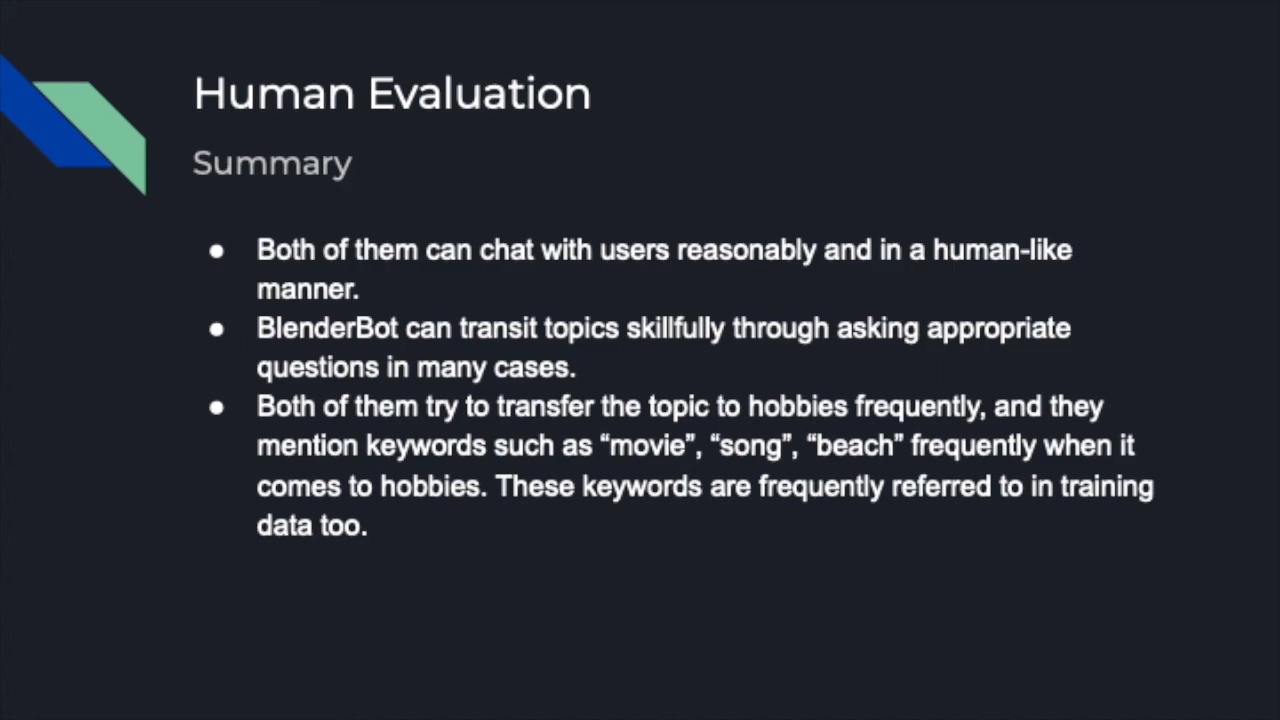 Human Evaluation
Summary
● Both of them can chat with users reasonably and in a human-like
manner.
● BlenderBot can transit topics skillfully through asking appropriate
questions in many cases.
● Both of them try to transfer the topic to hobbies frequently, and they
mention keywords such as “movie”, “song”, “beach” frequently when it
comes to hobbies. These keywords are frequently referred to in training
data too.